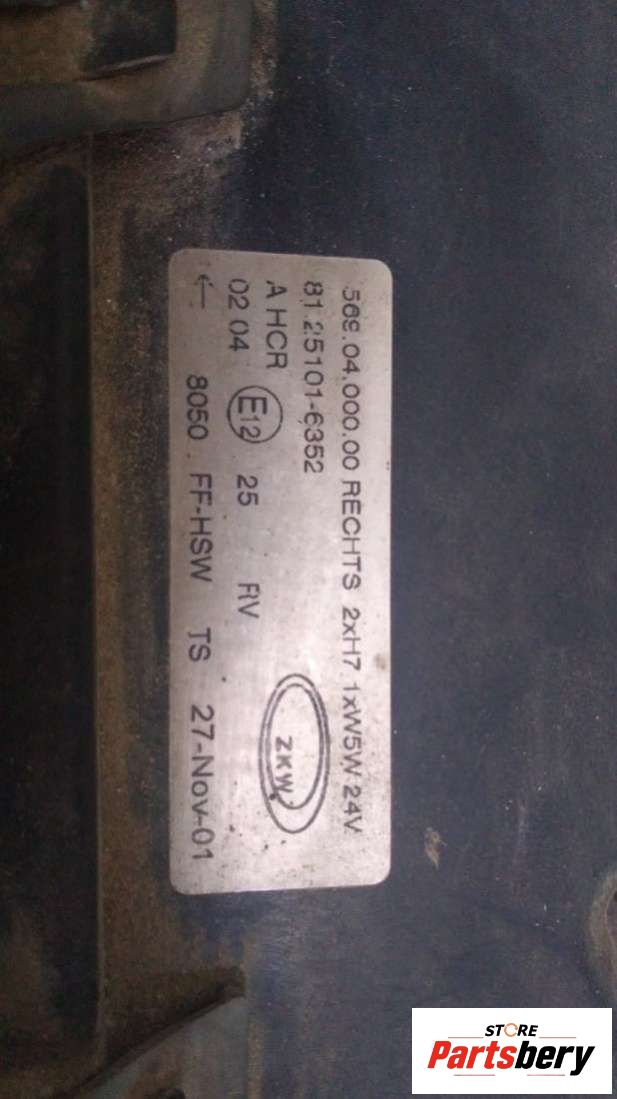 569.04.000.00 RECHTS 2xH7 1xW5W 24V
81.25101-6352
A HCR
02 04 E12 25 RV
ZKW
← 8050 FF-HSW TS 27-Nov-01
STORE
Partsbery